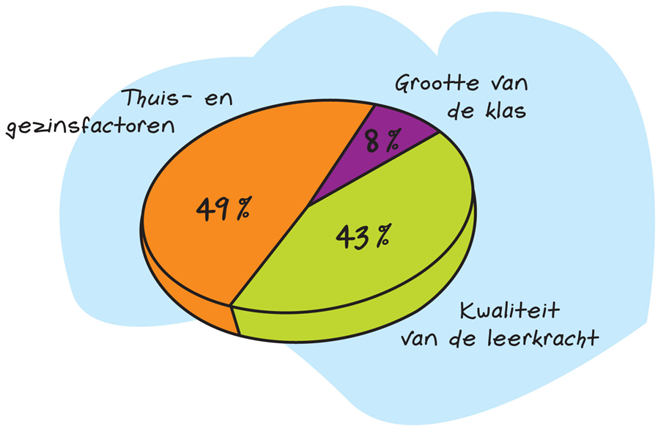 Thuis- en
gezinsfactoren
Grootte van
de klas
8 %
49 %
43 %
Kwaliteit
van de leerkracht